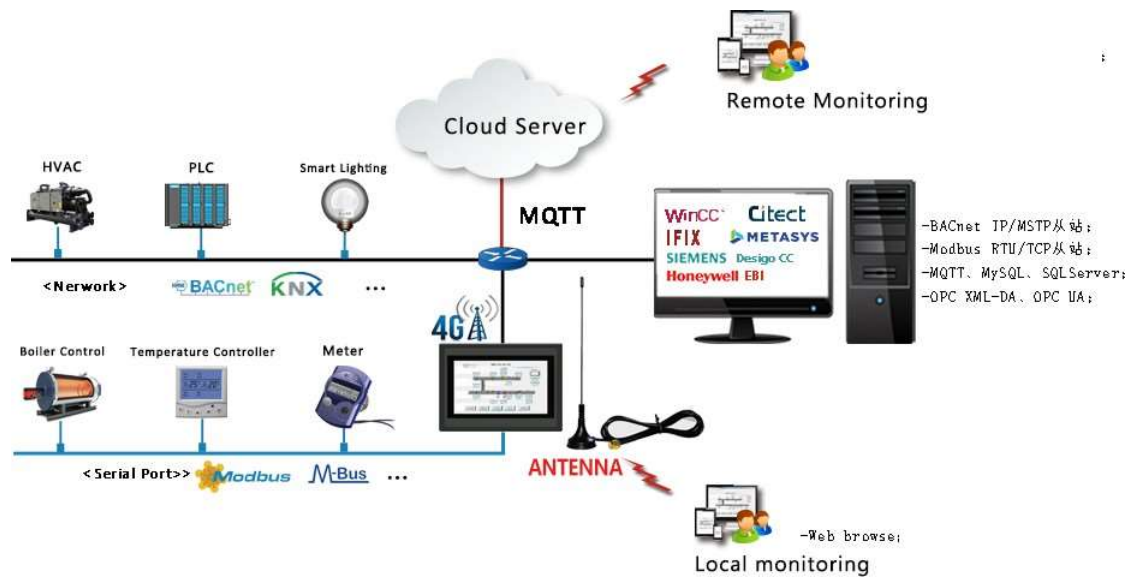 Remote Monitoring
;
Cloud Server
HVAC
PLC
Smart Lighting
MQTT
WinCC
Citect
IFIX
METASYS
SIEMENS Desigo CC
Honeywell EBI
-BACnet IP/MSTP从站;
-Modbus RTU/TCP从站;
-MQTT、MySQL、SQLServer;
-OPC XML-DA、OPC UA;
<Nerwork>
BACnet
KNX
...
4G
Boiler Control
Temperature Controller
Meter
ANTENNA
<Serial Port>>
Modbus
M-Bus
...
-Web browse;
Local monitoring